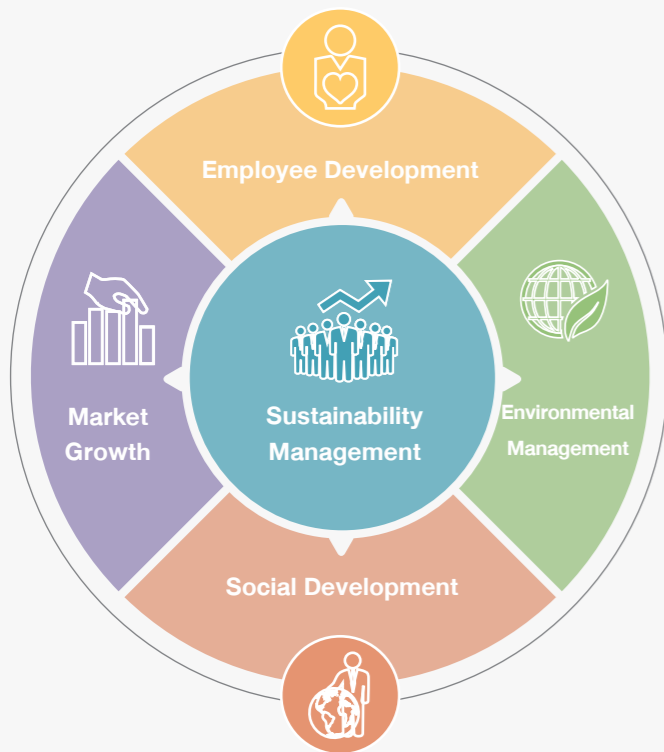 Employee Development
Market
Growth
Sustainability
Management
Environmental
Management
Social Development